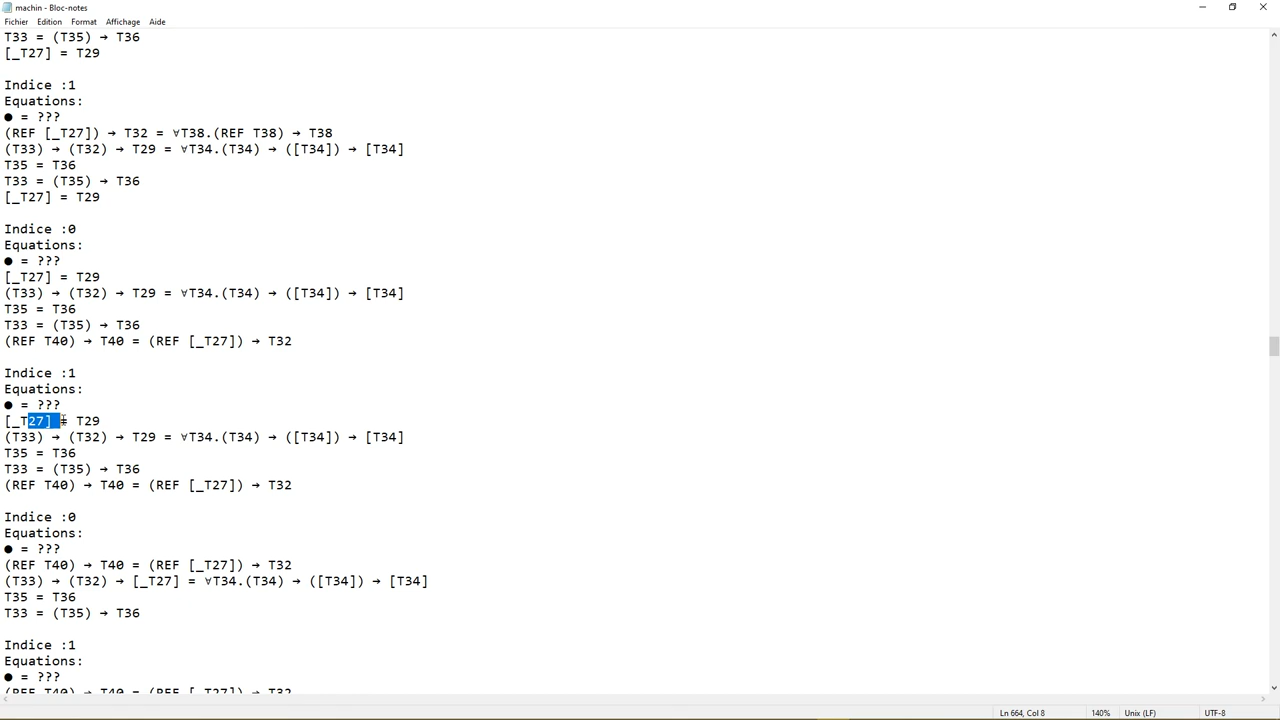 machin - Bloc-notes
Fichier Edition Format Affichage Aide
T33 = (T35) → T36
[_T27] = T29
Indice :1
Equations:
● = ???
(REF [_T27]) → T32 = ∀T38.(REF T38) → T38
(T33) → (T32) → T29 = ∀T34.(T34) → ([T34]) → [T34]
T35 = T36
T33 = (T35) → T36
[_T27] = T29
Indice :0
Equations:
● = ???
[_T27] = T29
(T33) → (T32) → T29 = ∀T34.(T34) → ([T34]) → [T34]
T35 = T36
T33 = (T35) → T36
(REF T40) → T40 = (REF [_T27]) → T32
Indice :1
Equations:
● = ???
[_T27] = T29
(T33) → (T32) → T29 = ∀T34.(T34) → ([T34]) → [T34]
T35 = T36
T33 = (T35) → T36
(REF T40) → T40 = (REF [_T27]) → T32
Indice :0
Equations:
● = ???
(REF T40) → T40 = (REF [_T27]) → T32
(T33) → (T32) → [_T27] = ∀T34.(T34) → ([T34]) → [T34]
T35 = T36
T33 = (T35) → T36
Indice :1
Equations:
● = ???
(REF T40) → T40 = (REF [_T27]) → T32
Ln 664, Col 8 140% Unix (LF) UTF-8